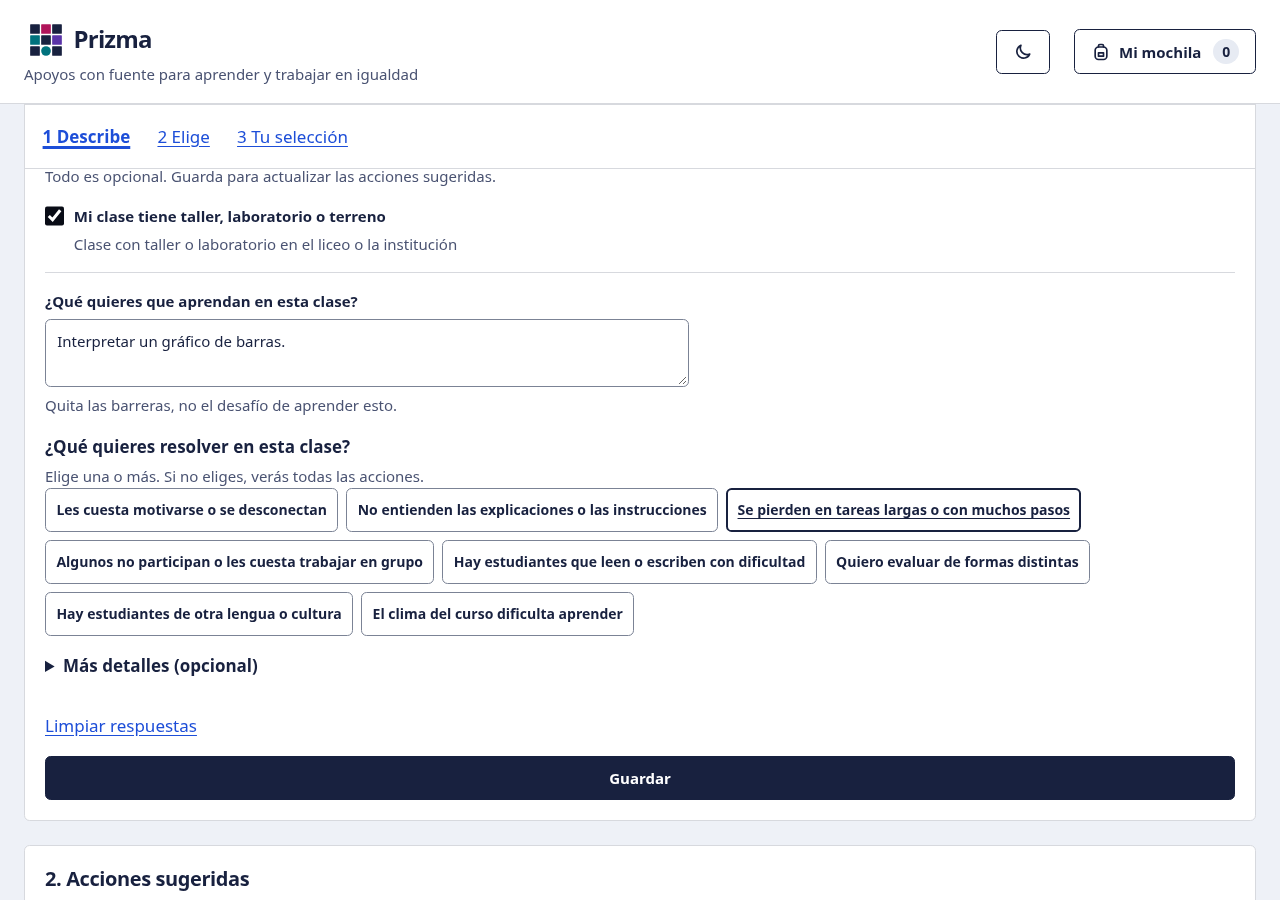 Prizma
Apoyos con fuente para aprender y trabajar en igualdad
Mi mochila 0
1 Describe 2 Elige 3 Tu selección
Todo es opcional. Guarda para actualizar las acciones sugeridas.
Mi clase tiene taller, laboratorio o terreno
Clase con taller o laboratorio en el liceo o la institución
¿Qué quieres que aprendan en esta clase?
Interpretar un gráfico de barras.
Quita las barreras, no el desafío de aprender esto.
¿Qué quieres resolver en esta clase?
Elige una o más. Si no eliges, verás todas las acciones.
Les cuesta motivarse o se desconectan No entienden las explicaciones o las instrucciones Se pierden en tareas largas o con muchos pasos
Algunos no participan o les cuesta trabajar en grupo Hay estudiantes que leen o escriben con dificultad Quiero evaluar de formas distintas
Hay estudiantes de otra lengua o cultura El clima del curso dificulta aprender
Más detalles (opcional)
Limpiar respuestas
Guardar
2. Acciones sugeridas